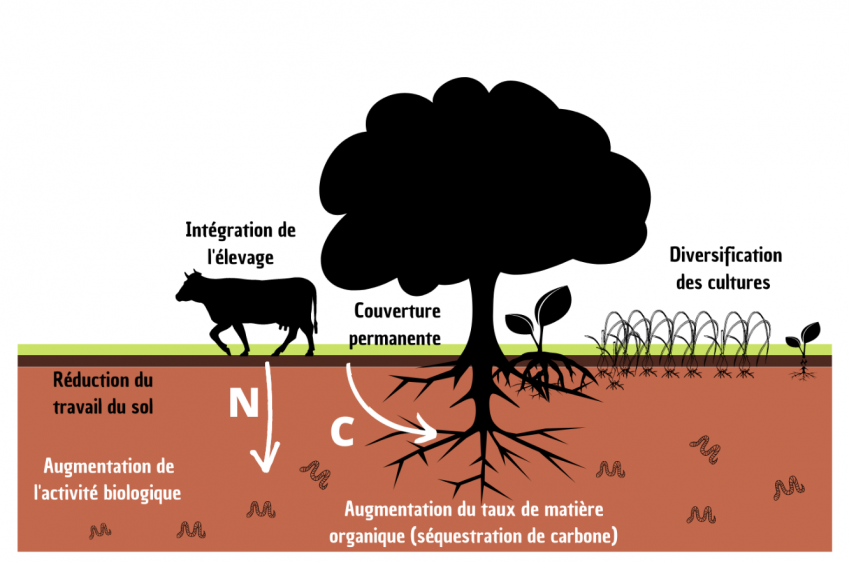 Intégration de
l'élevage
Diversification
des cultures
Couverture
permanente
Réduction du
travail du sol
N
C
Augmentation de
l'activité biologique
Augmentation du taux de matière
organique (séquestration de carbone)